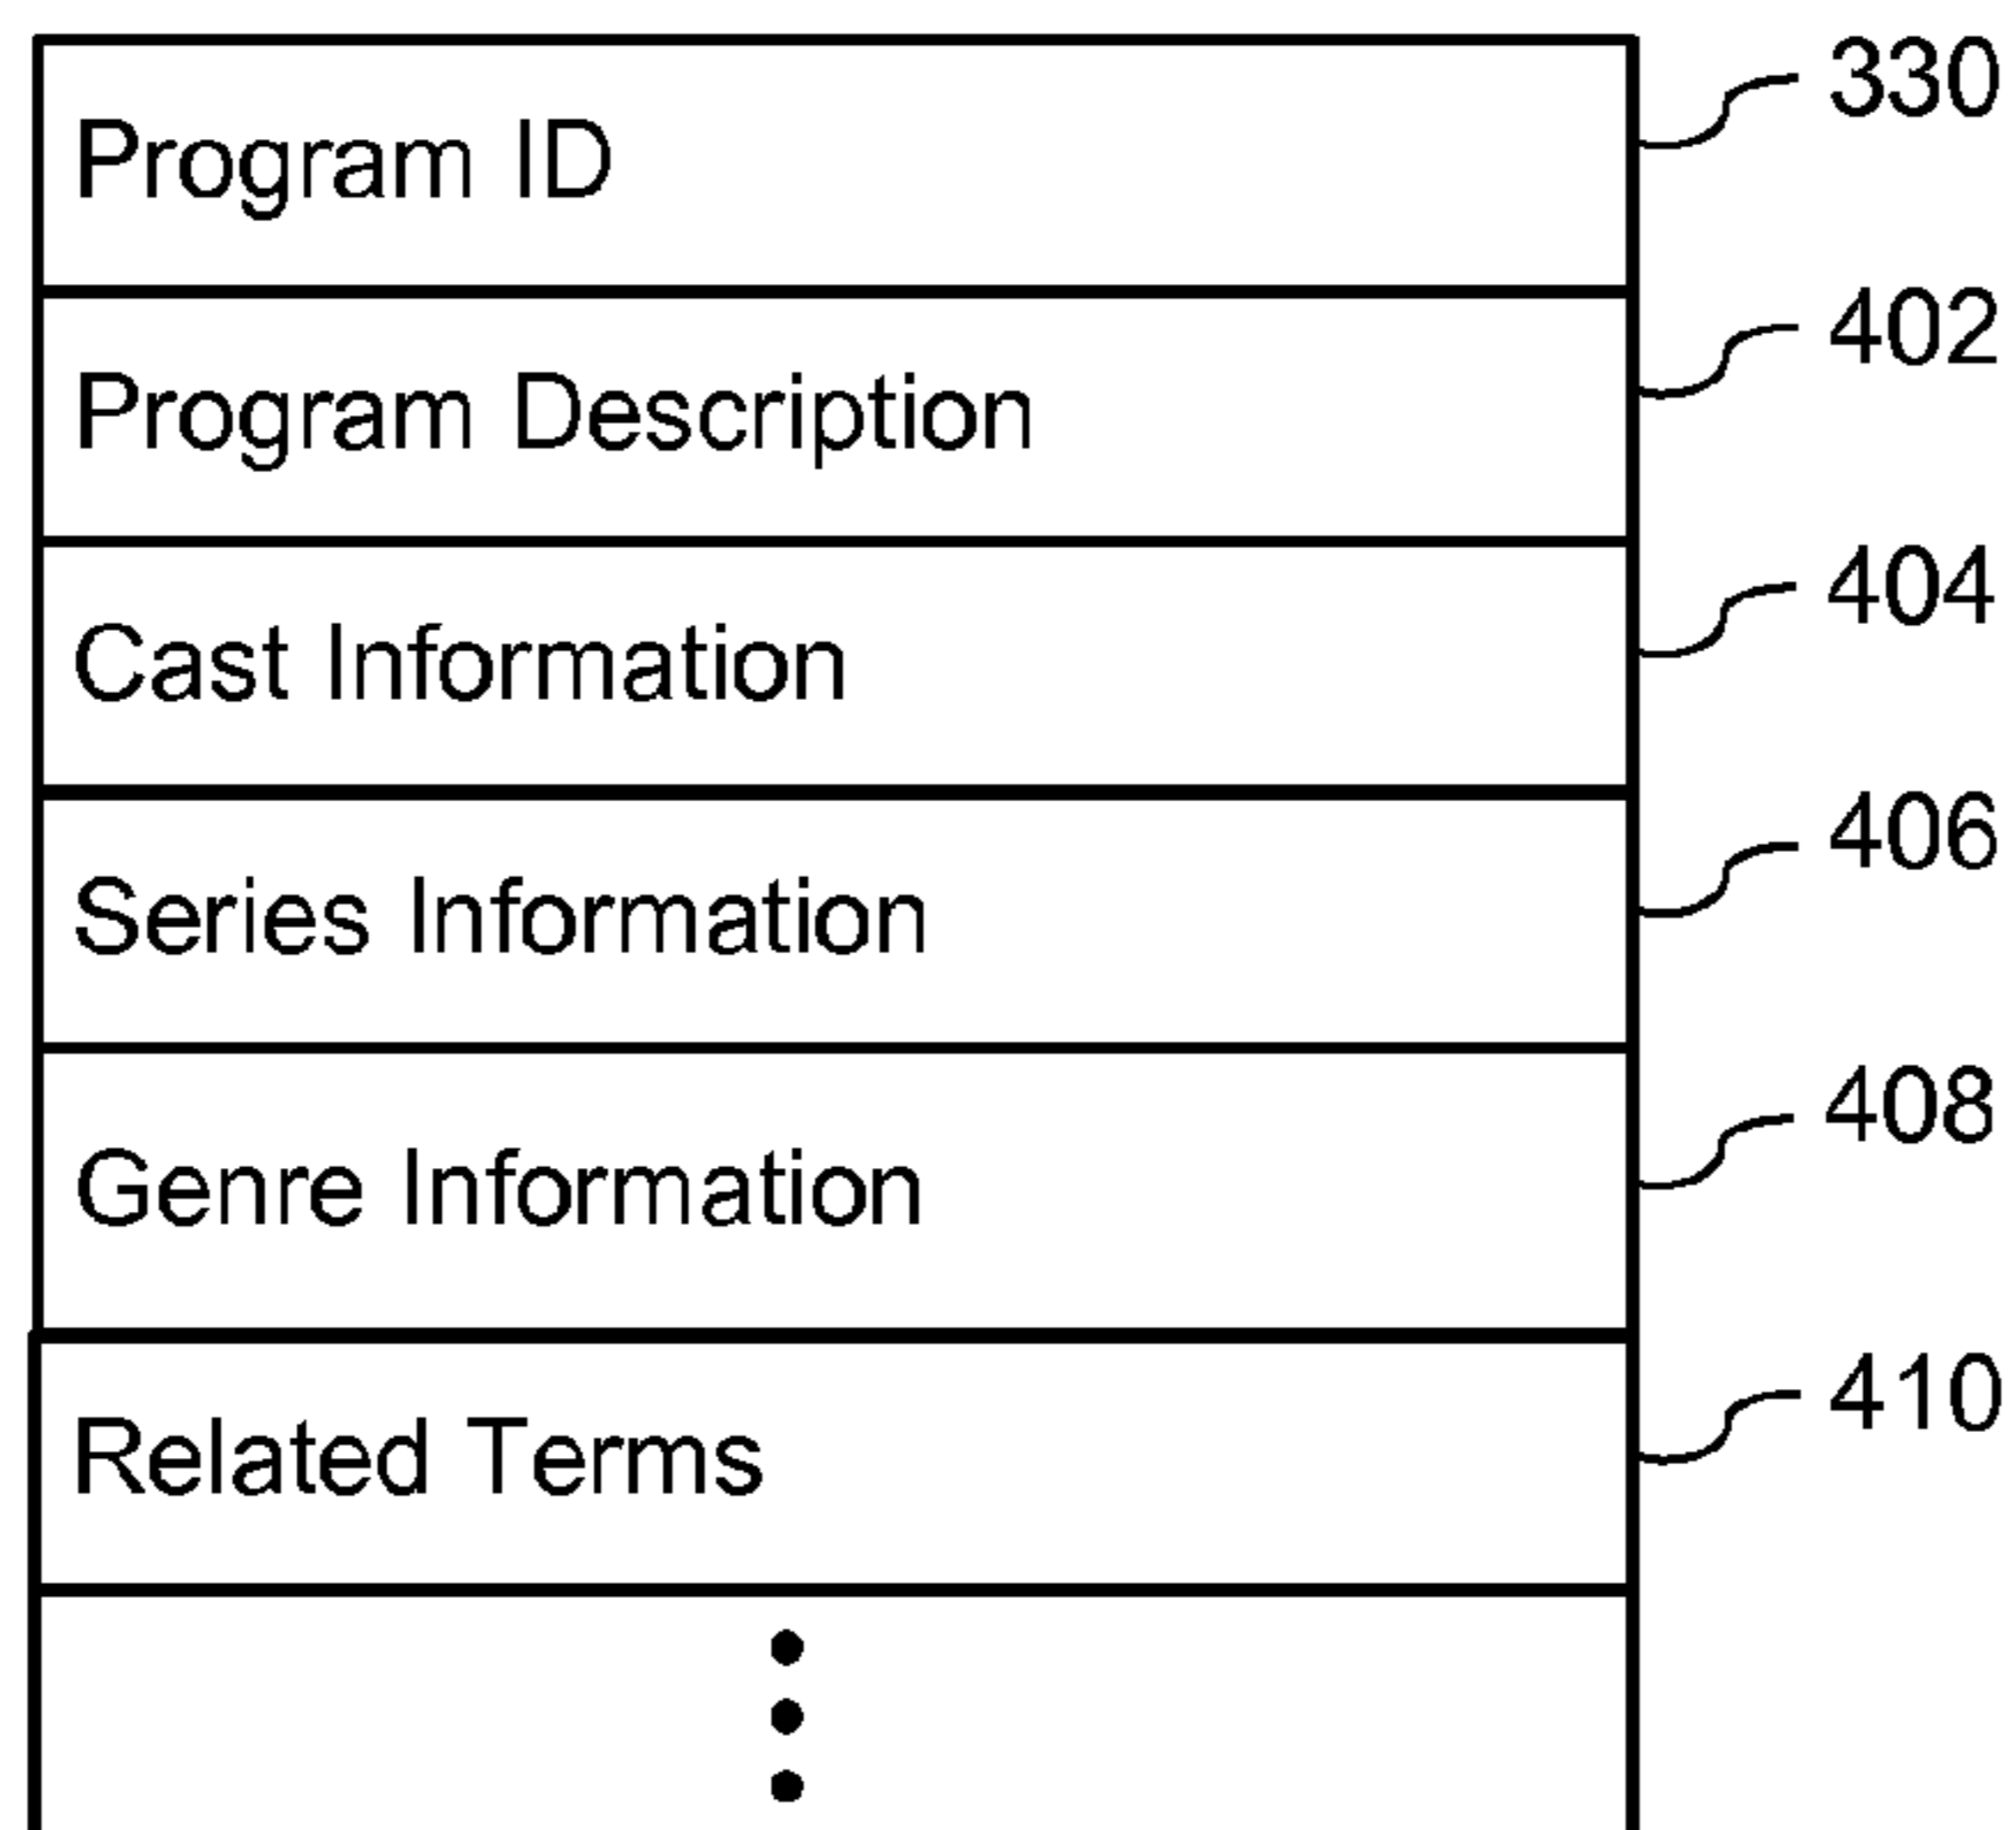 Program ID 330
Program Description 402
Cast Information 404
Series Information 406
Genre Information 408
Related Terms 410